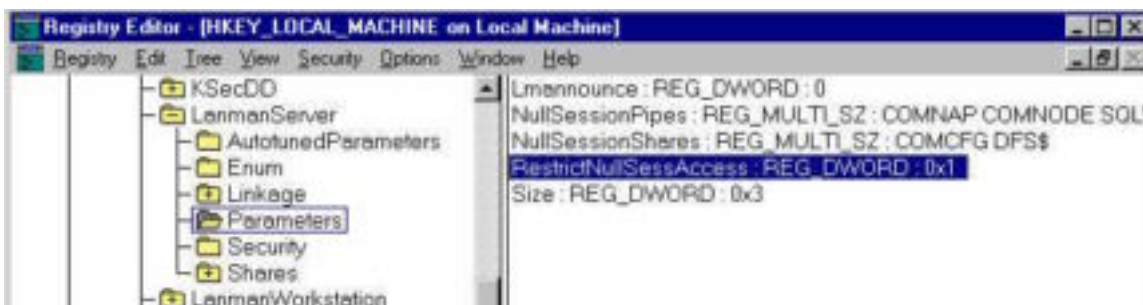 Registry Editor - [HKEY_LOCAL_MACHINE on Local Machine]
Registry Edit Tree View Security Options Window Help
KSecDD
LanmanServer
AutotunedParameters
Enum
Linkage
Parameters
Security
Shares
LanmanWorkstation
Lmannounce : REG_DWORD : 0
NullSessionPipes : REG_MULTI_SZ : COMNAP COMNODE SQL
NullSessionShares : REG_MULTI_SZ : COMCFG DFS$
RestrictNullSessAccess : REG_DWORD : 0x1
Size : REG_DWORD : 0x3